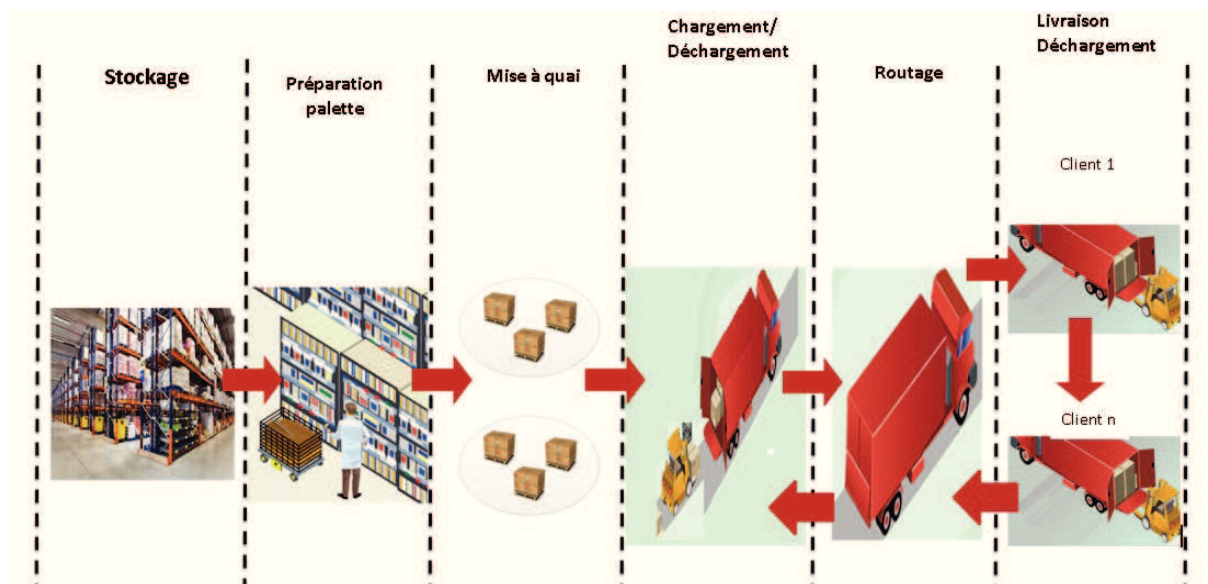 Stockage
Préparation
palette
Mise à quai
Chargement/
Déchargement
Routage
Livraison
Déchargement
Client 1
Client n